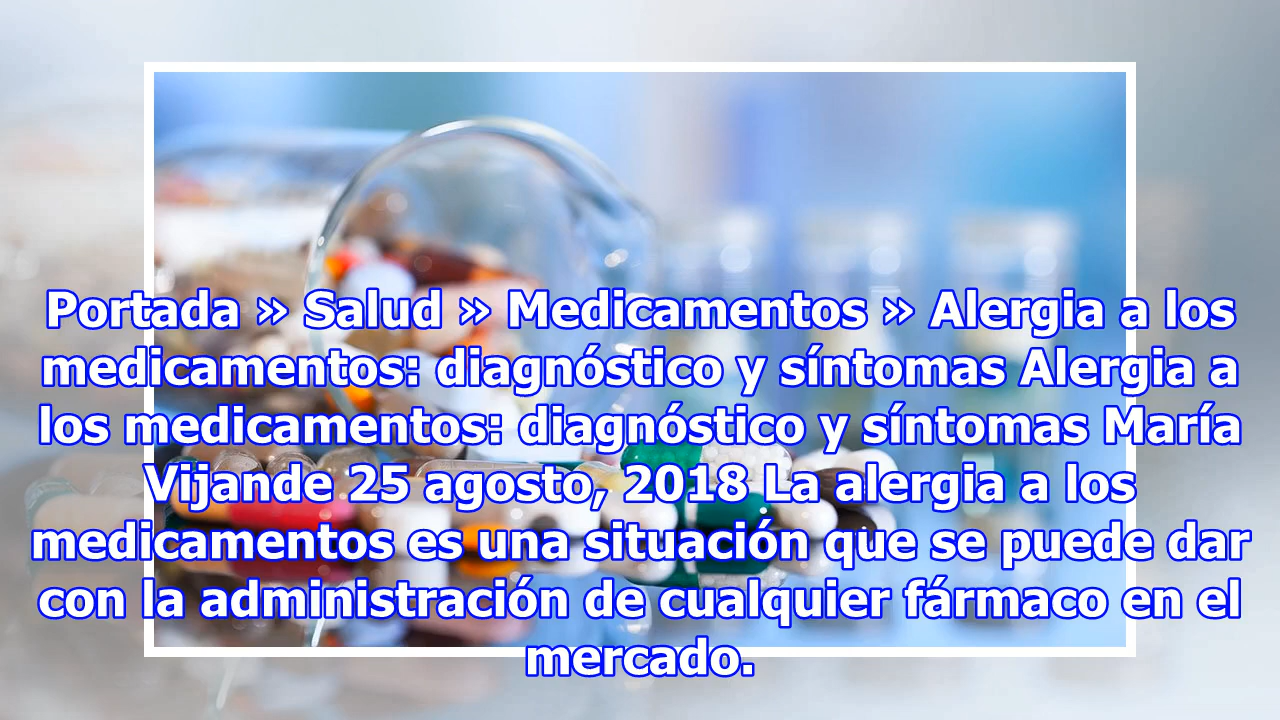 Portada » Salud » Medicamentos » Alergia a los
medicamentos: diagnóstico y síntomas Alergia a
los medicamentos: diagnóstico y síntomas María
Vijande 25 agosto, 2018 La alergia a los
medicamentos es una situación que se puede dar
con la administración de cualquier fármaco en el
mercado.